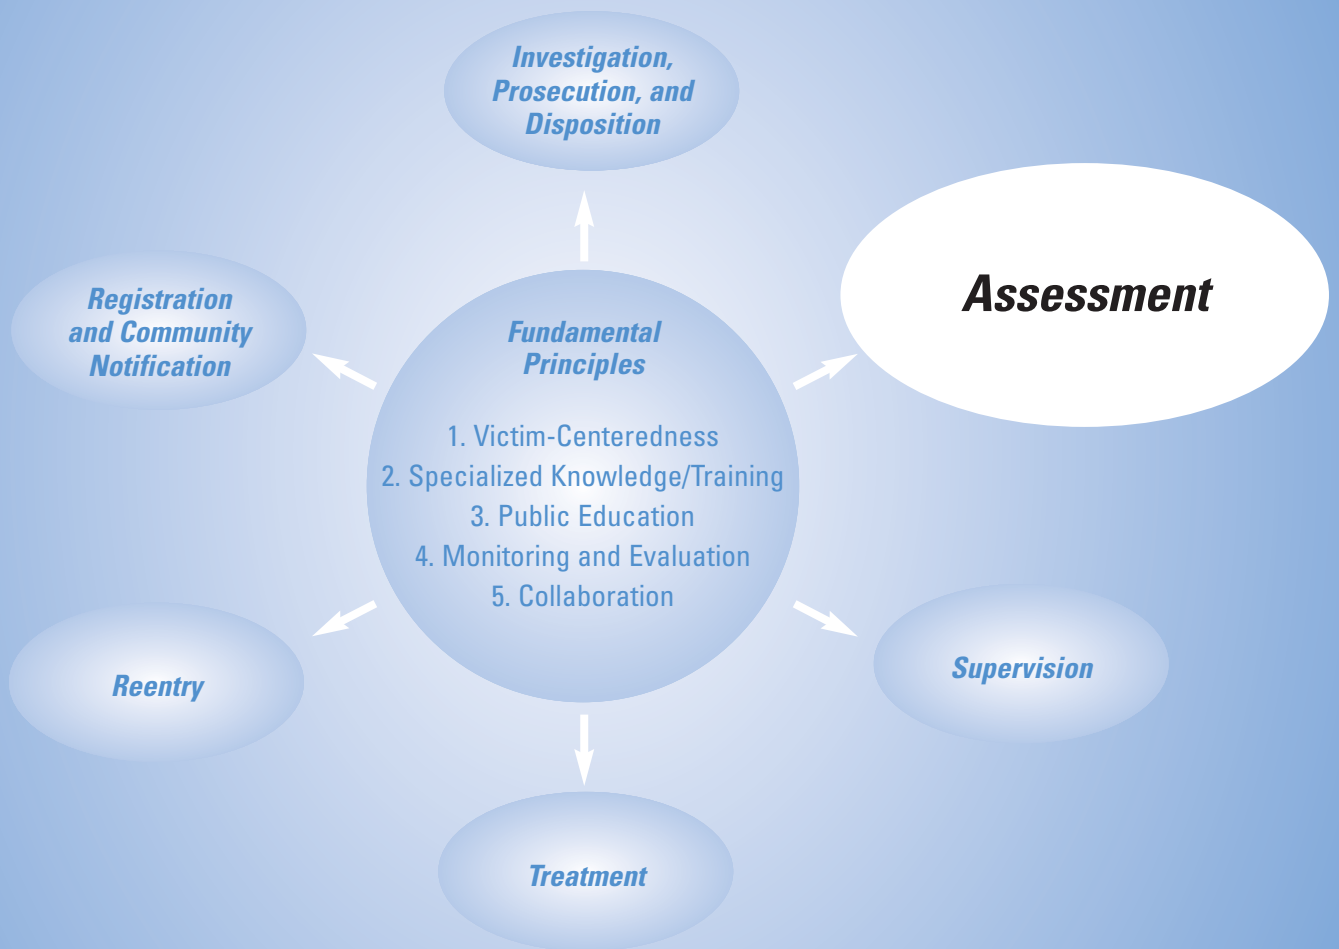 Investigation,
Prosecution, and
Disposition
Assessment
Registration
and Community
Notification
Fundamental
Principles
1. Victim-Centeredness
2. Specialized Knowledge/Training
3. Public Education
4. Monitoring and Evaluation
5. Collaboration
Reentry
Supervision
Treatment